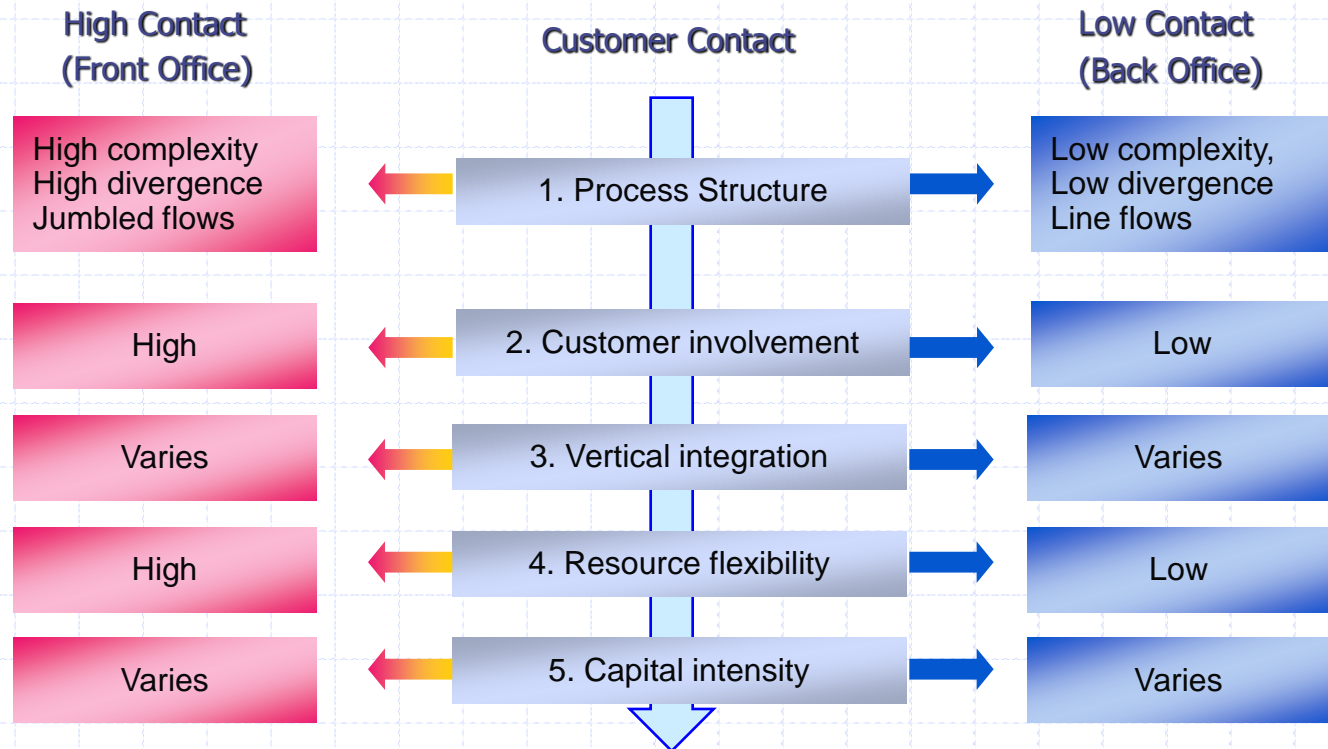 High Contact
(Front Office)
Customer Contact
Low Contact
(Back Office)
High complexity
High divergence
Jumbled flows
1. Process Structure
Low complexity,
Low divergence
Line flows
High
2. Customer involvement
Low
Varies
3. Vertical integration
Varies
High
4. Resource flexibility
Low
Varies
5. Capital intensity
Varies